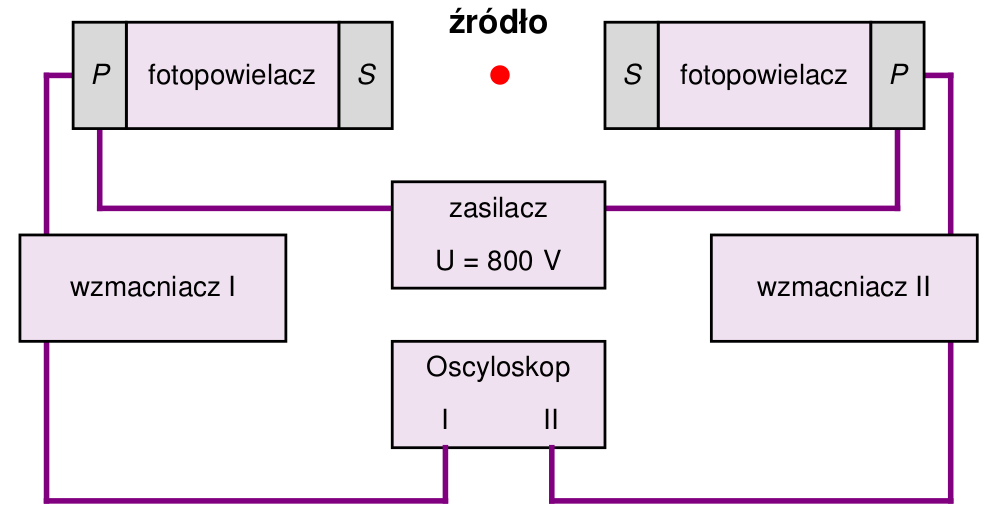 źródło
P fotopowielacz S
S fotopowielacz P
zasilacz
U = 800 V
wzmacniacz I
wzmacniacz II
Oscyloskop
I II